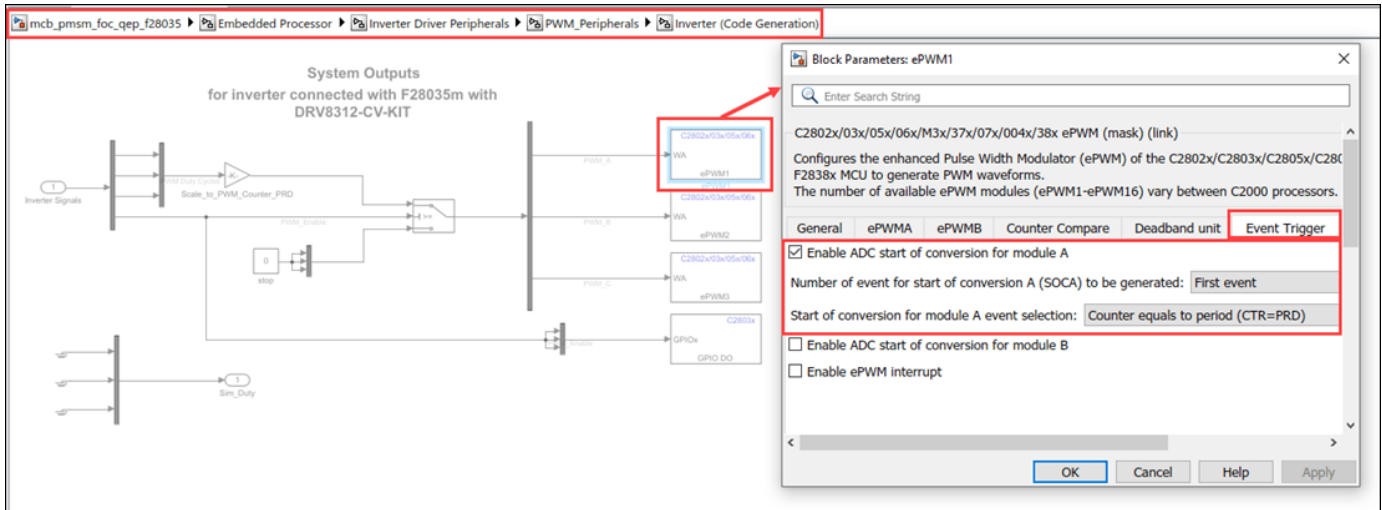 mcb_pmsm_foc_qep_f28035 Embedded Processor Inverter Driver Peripherals PWM_Peripherals Inverter (Code Generation)
System Outputs
for inverter connected with F28035m with
DRV8312-CV-KIT
1
Inverter Signals
PWM Duty Cycles
-K-
Scale_to_PWM_Counter_PRD
PWM_Enable
>=
0
stop
PWM_A
C2802x/03x/05x/06x
WA
ePWM1
ePWM1
PWM_B
C2802x/03x/05x/06x
WA
ePWM2
PWM_C
C2802x/03x/05x/06x
WA
ePWM3
Enable
C2803x
GPIOx
GPIO DO
1
Sim_Duty
Block Parameters: ePWM1
Enter Search String
C2802x/03x/05x/06x/M3x/37x/07x/004x/38x ePWM (mask) (link)
Configures the enhanced Pulse Width Modulator (ePWM) of the C2802x/C2803x/C2805x/C280
F2838x MCU to generate PWM waveforms.
The number of available ePWM modules (ePWM1-ePWM16) vary between C2000 processors.
General ePWMA ePWMB Counter Compare Deadband unit Event Trigger
Enable ADC start of conversion for module A
Number of event for start of conversion A (SOCA) to be generated: First event
Start of conversion for module A event selection: Counter equals to period (CTR=PRD)
Enable ADC start of conversion for module B
Enable ePWM interrupt
OK Cancel Help Apply